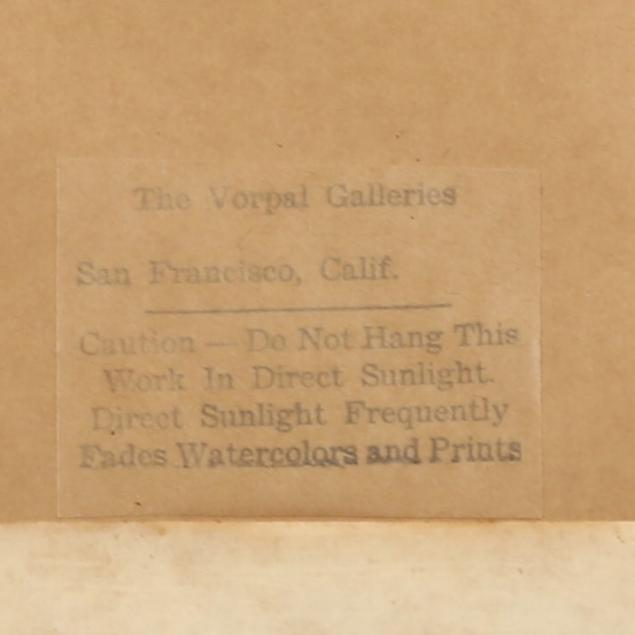 The Vorpal Galleries
San Francisco, Calif.
Caution — Do Not Hang This
Work In Direct Sunlight.
Direct Sunlight Frequently
Fades Watercolors and Prints